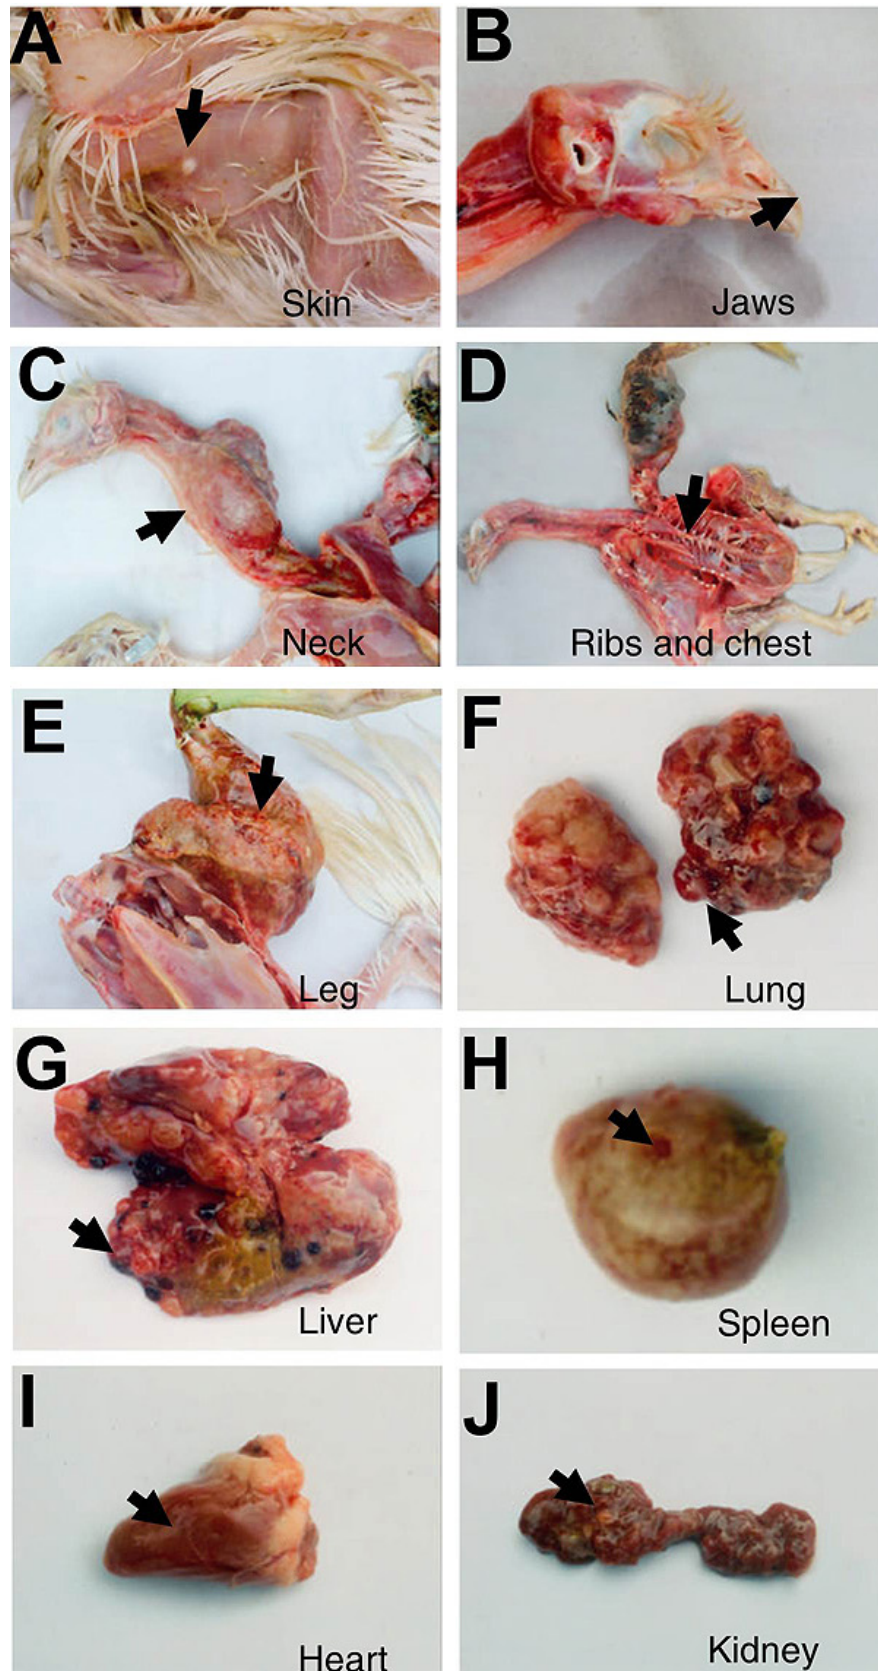 A
B
Skin
Jaws
C
D
Neck
Ribs and chest
E
F
Leg
Lung
G
H
Liver
Spleen
I
J
Heart
Kidney